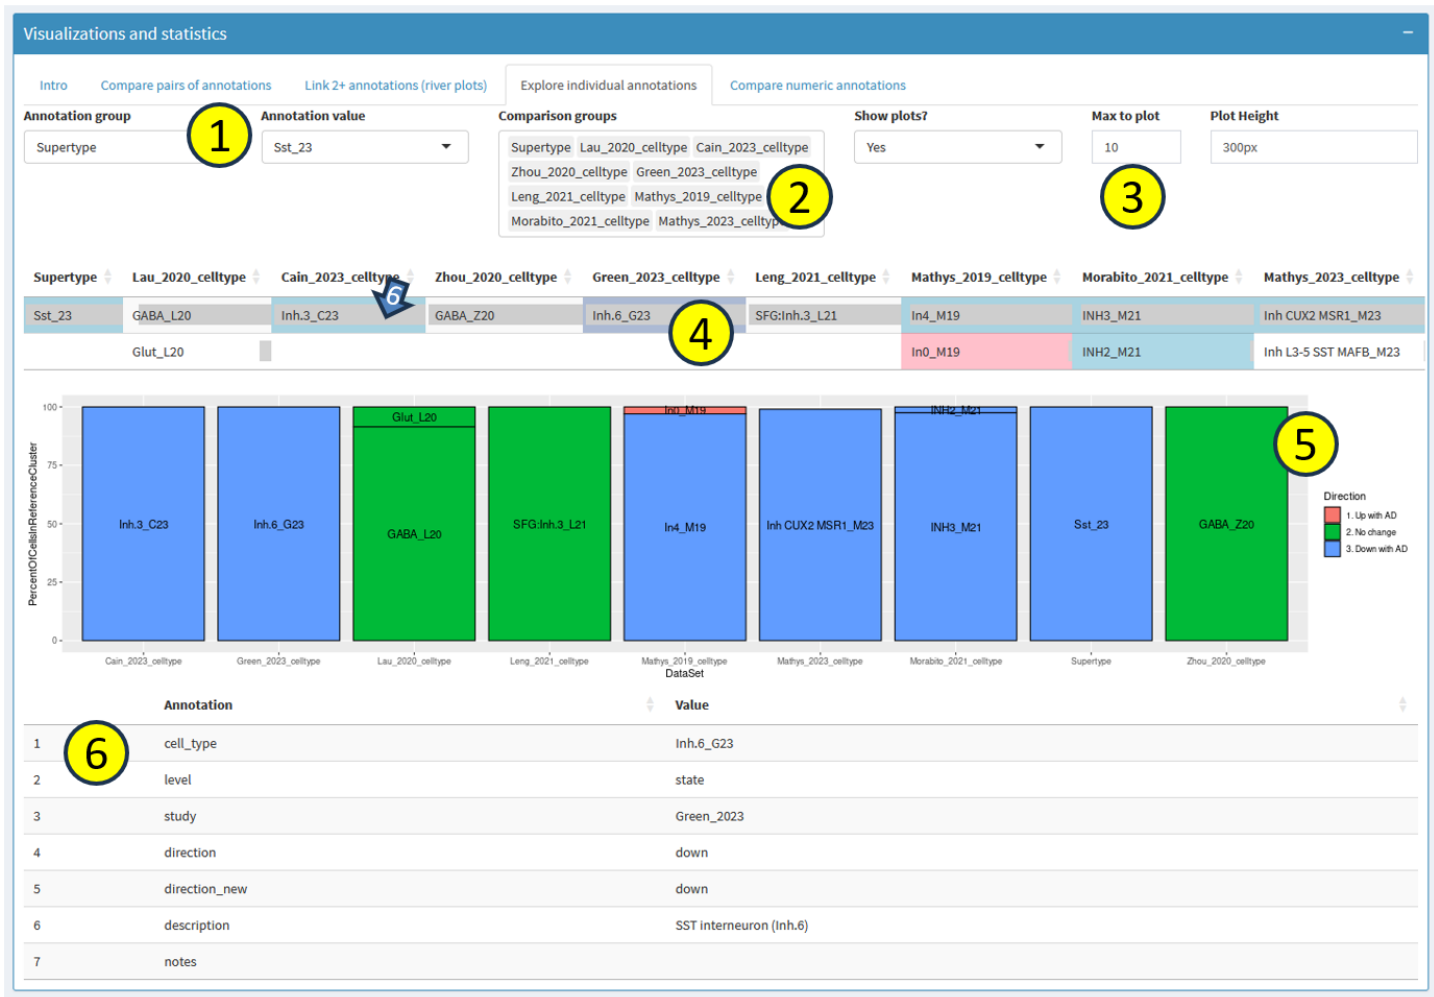 Visualizations and statistics
Intro Compare pairs of annotations Link 2+ annotations (river plots) Explore individual annotations Compare numeric annotations
Annotation group Annotation value Comparison groups Show plots? Max to plot Plot Height
Supertype 1 Sst_23 Supertype Lau_2020_celltype Cain_2023_celltype Yes 10 300px
Zhou_2020_celltype Green_2023_celltype
Leng_2021_celltype Mathys_2019_celltype 2 3
Morabito_2021_celltype Mathys_2023_celltyp
Supertype Lau_2020_celltype Cain_2023_celltype Zhou_2020_celltype Green_2023_celltype Leng_2021_celltype Mathys_2019_celltype Morabito_2021_celltype Mathys_2023_celltype
6
Sst_23 GABA_L20 Inh.3_C23 GABA_Z20 Inh.6_G23 4 SFG:Inh.3_L21 In4_M19 INH3_M21 Inh CUX2 MSR1_M23
Glut_L20 In0_M19 INH2_M21 Inh L3-5 SST MAFB_M23
PercentOfCellsInReferenceCluster
100
75
50
25
0
Glut_L20 In0_M19 INH2_M21
Inh.3_C23 Inh.6_G23 GABA_L20 SFG:Inh.3_L21 In4_M19 Inh CUX2 MSR1_M23 INH3_M21 Sst_23 GABA_Z20
5
Direction
1. Up with AD
2. No change
3. Down with AD
Cain_2023_celltype Green_2023_celltype Lau_2020_celltype Leng_2021_celltype Mathys_2019_celltype Mathys_2023_celltype Morabito_2021_celltype Supertype Zhou_2020_celltype
DataSet
Annotation Value
1 6 cell_type Inh.6_G23
2 level state
3 study Green_2023
4 direction down
5 direction_new down
6 description SST interneuron (Inh.6)
7 notes